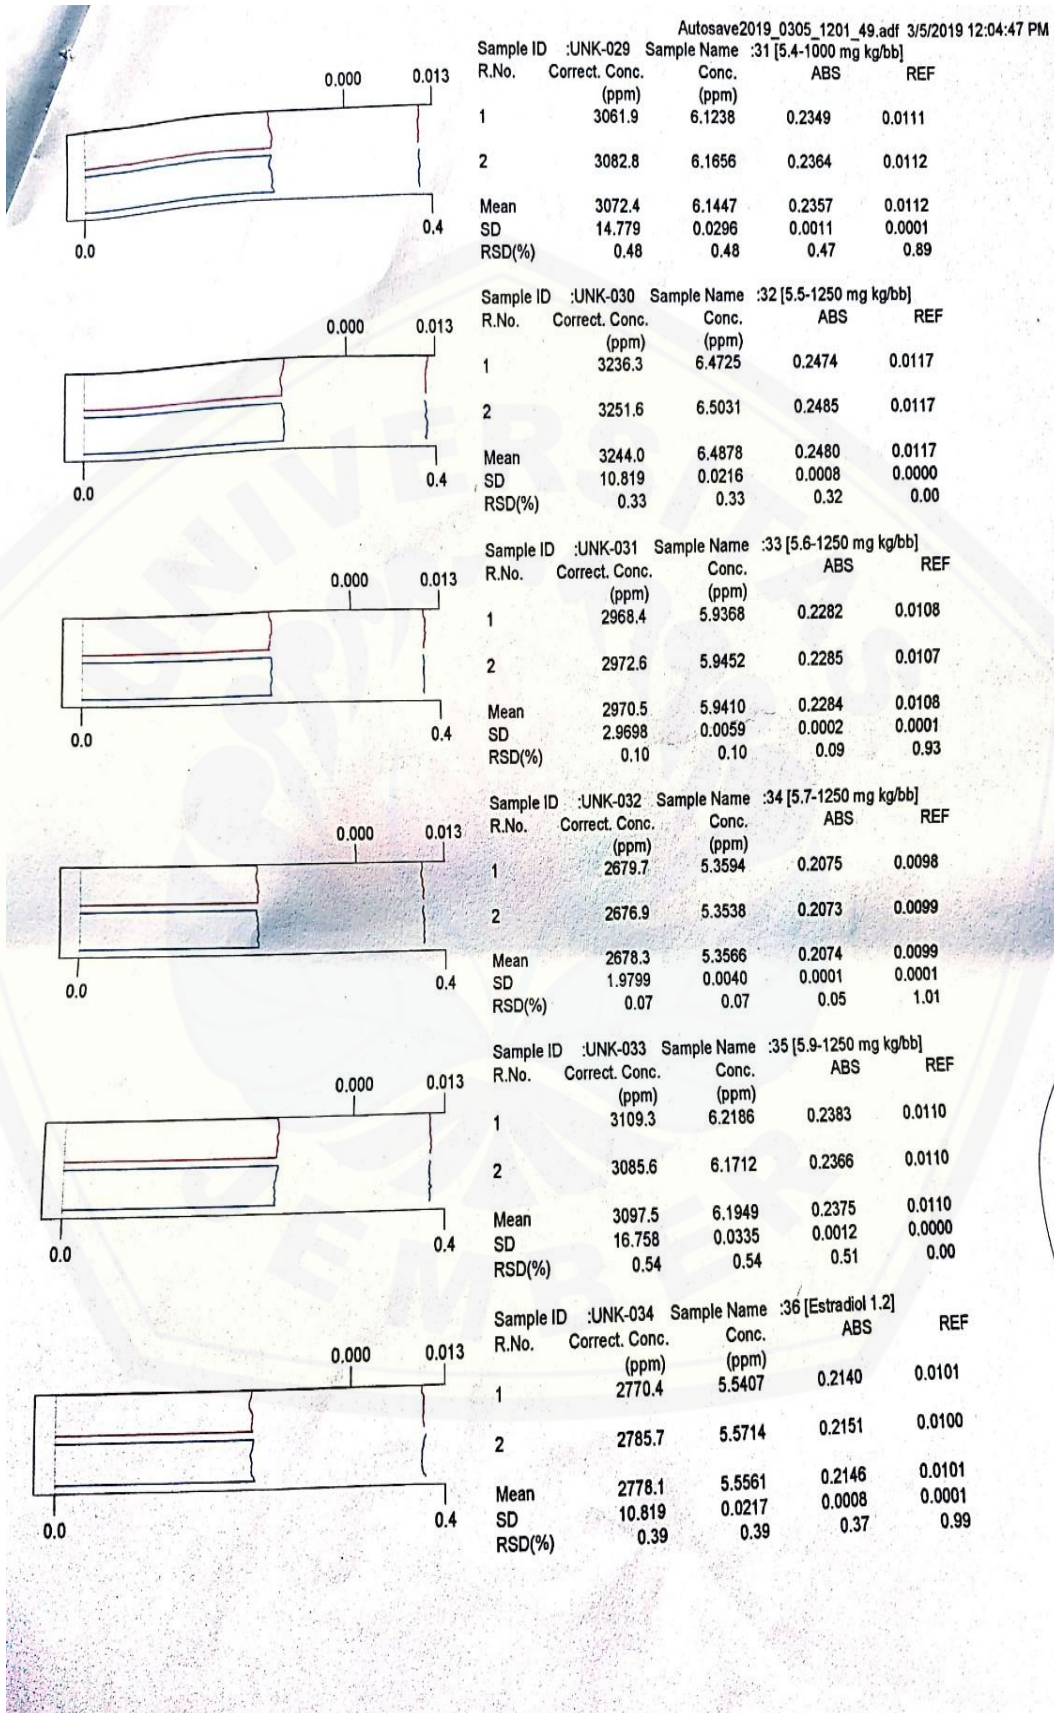 Autosave2019_0305_1201_49.adf 3/5/2019 12:04:47 PM
Sample ID :UNK-029 Sample Name :31 [5.4-1000 mg kg/bb]
R.No. Correct. Conc. Conc. ABS REF
(ppm) (ppm)
1 3061.9 6.1238 0.2349 0.0111
2 3082.8 6.1656 0.2364 0.0112
Mean 3072.4 6.1447 0.2357 0.0112
SD 14.779 0.0296 0.0011 0.0001
RSD(%) 0.48 0.48 0.47 0.89
0.000 0.013
0.0 0.4
Sample ID :UNK-030 Sample Name :32 [5.5-1250 mg kg/bb]
R.No. Correct. Conc. Conc. ABS REF
(ppm) (ppm)
1 3236.3 6.4725 0.2474 0.0117
2 3251.6 6.5031 0.2485 0.0117
Mean 3244.0 6.4878 0.2480 0.0117
SD 10.819 0.0216 0.0008 0.0000
RSD(%) 0.33 0.33 0.32 0.00
0.000 0.013
0.0 0.4
Sample ID :UNK-031 Sample Name :33 [5.6-1250 mg kg/bb]
R.No. Correct. Conc. Conc. ABS REF
(ppm) (ppm)
1 2968.4 5.9368 0.2282 0.0108
2 2972.6 5.9452 0.2285 0.0107
Mean 2970.5 5.9410 0.2284 0.0108
SD 2.9698 0.0059 0.0002 0.0001
RSD(%) 0.10 0.10 0.09 0.93
0.000 0.013
0.0 0.4
Sample ID :UNK-032 Sample Name :34 [5.7-1250 mg kg/bb]
R.No. Correct. Conc. Conc. ABS REF
(ppm) (ppm)
1 2679.7 5.3594 0.2075 0.0098
2 2676.9 5.3538 0.2073 0.0099
Mean 2678.3 5.3566 0.2074 0.0099
SD 1.9799 0.0040 0.0001 0.0001
RSD(%) 0.07 0.07 0.05 1.01
0.000 0.013
0.0 0.4
Sample ID :UNK-033 Sample Name :35 [5.9-1250 mg kg/bb]
R.No. Correct. Conc. Conc. ABS REF
(ppm) (ppm)
1 3109.3 6.2186 0.2383 0.0110
2 3085.6 6.1712 0.2366 0.0110
Mean 3097.5 6.1949 0.2375 0.0110
SD 16.758 0.0335 0.0012 0.0000
RSD(%) 0.54 0.54 0.51 0.00
0.000 0.013
0.0 0.4
Sample ID :UNK-034 Sample Name :36 [Estradiol 1.2]
R.No. Correct. Conc. Conc. ABS REF
(ppm) (ppm)
1 2770.4 5.5407 0.2140 0.0101
2 2785.7 5.5714 0.2151 0.0100
Mean 2778.1 5.5561 0.2146 0.0101
SD 10.819 0.0217 0.0008 0.0001
RSD(%) 0.39 0.39 0.37 0.99
0.000 0.013
0.0 0.4
UNIVERSITAS
JEMBER